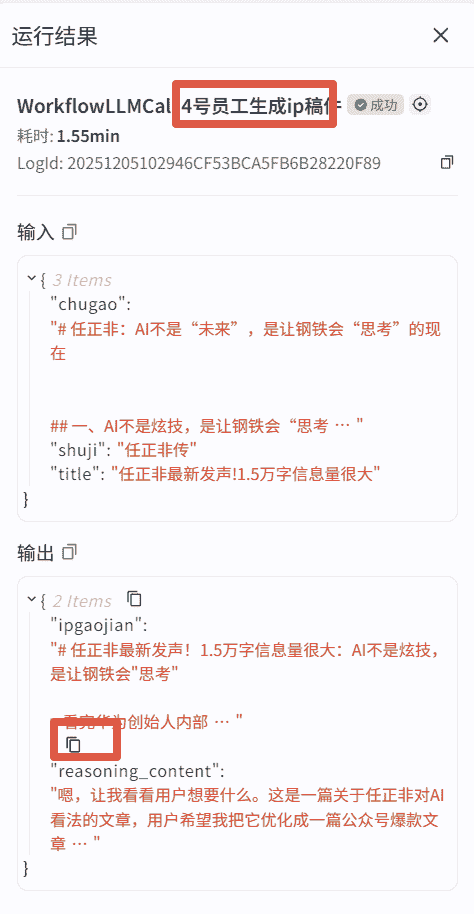 运行结果
WorkflowLLMCal 4号员工生成ip稿件 成功
耗时: 1.55min
LogId: 20251205102946CF53BCA5FB6B28220F89
输入
{ 3 Items
"chugao":
"# 任正非：AI不是“未来”，是让钢铁会“思考”的现
在
## 一、AI不是炫技，是让钢铁会“思考 … "
"shuji": "任正非传"
"title": "任正非最新发声!1.5万字信息量很大"
}
输出
{ 2 Items
"ipgaojian":
"# 任正非最新发声！1.5万字信息量很大：AI不是炫技，
是让钢铁会"思考"
看完华为创始人内部 … "
"reasoning_content":
"嗯，让我看看用户想要什么。这是一篇关于任正非对AI
看法的文章，用户希望我把它优化成一篇公众号爆款文
章 … "
}